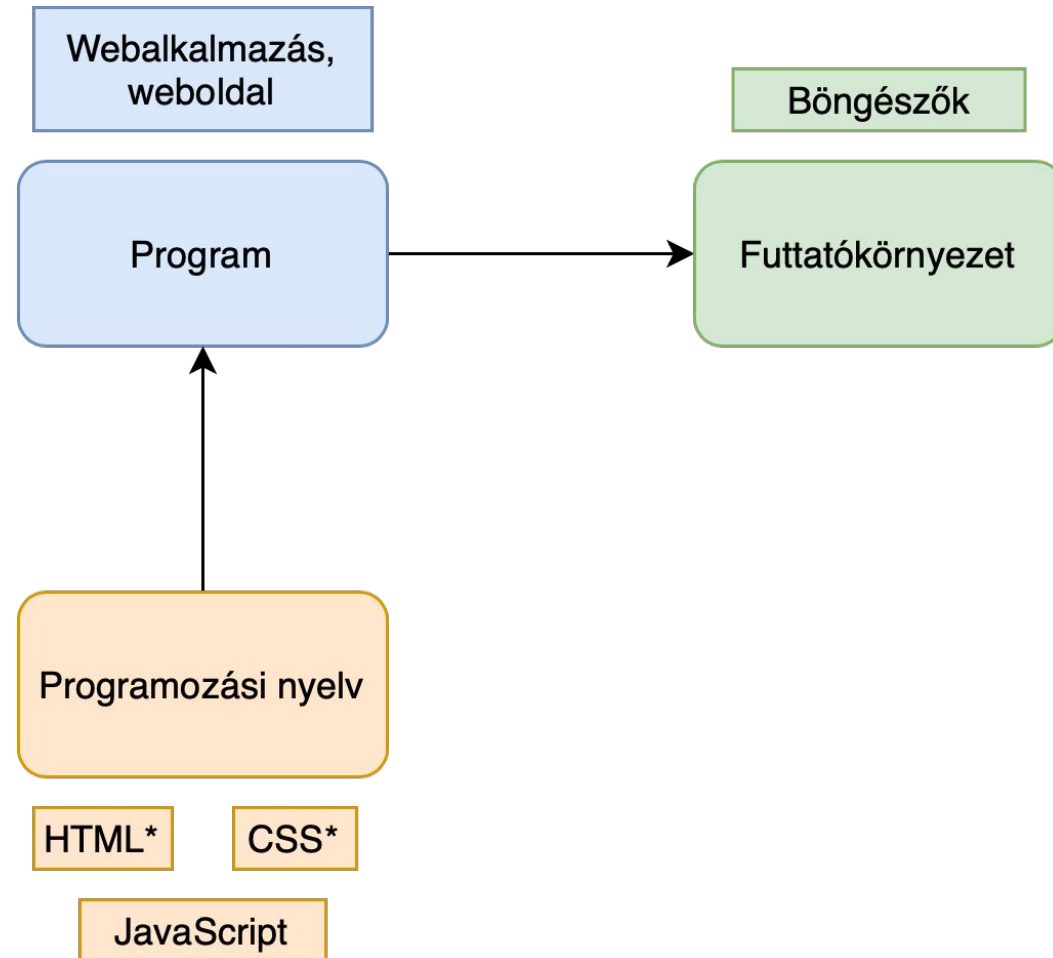 Webalkalmazás,
weboldal
Böngészők
Program
Futtatókörnyezet
Programozási nyelv
HTML*
CSS*
JavaScript